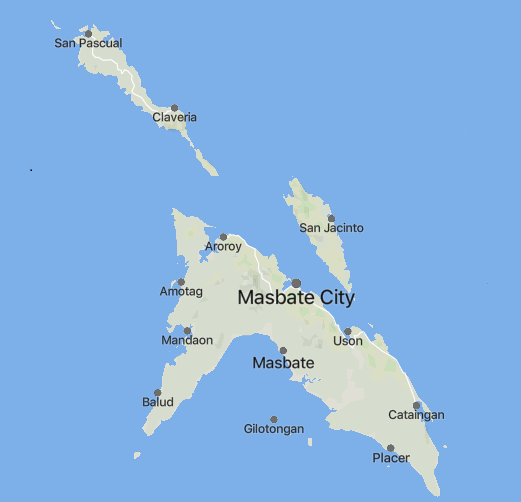 San Pascual
Claveria
San Jacinto
Aroroy
Amotag
Masbate City
Mandaon
Uson
Masbate
Balud
Cataingan
Gilotongan
Placer